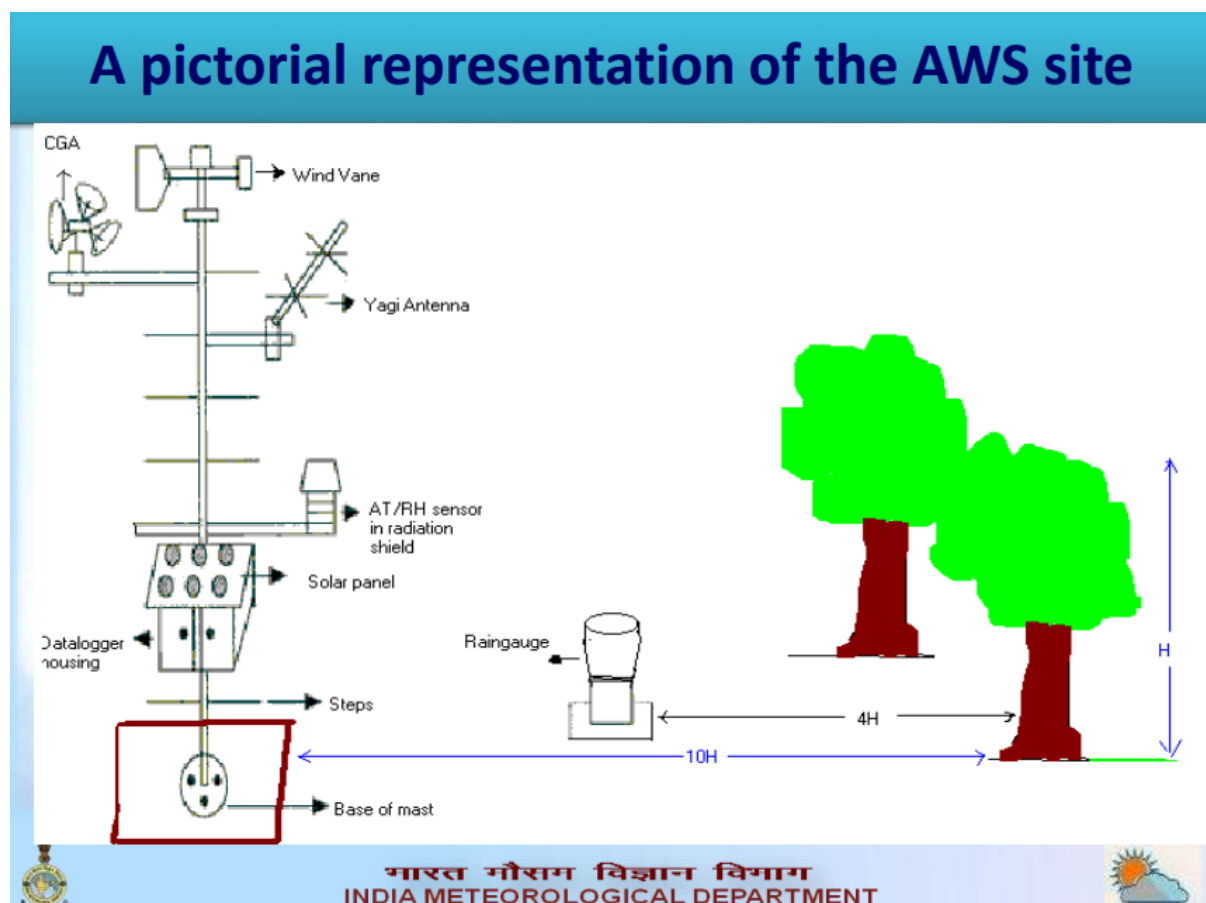 A pictorial representation of the AWS site
CGA
Wind Vane
Yagi Antenna
AT/RH sensor
in radiation
shield
Solar panel
Datalogger
housing
Raingauge
H
Steps
4H
10H
Base of mast
भारत मौसम विज्ञान विभाग
INDIA METEOROLOGICAL DEPARTMENT